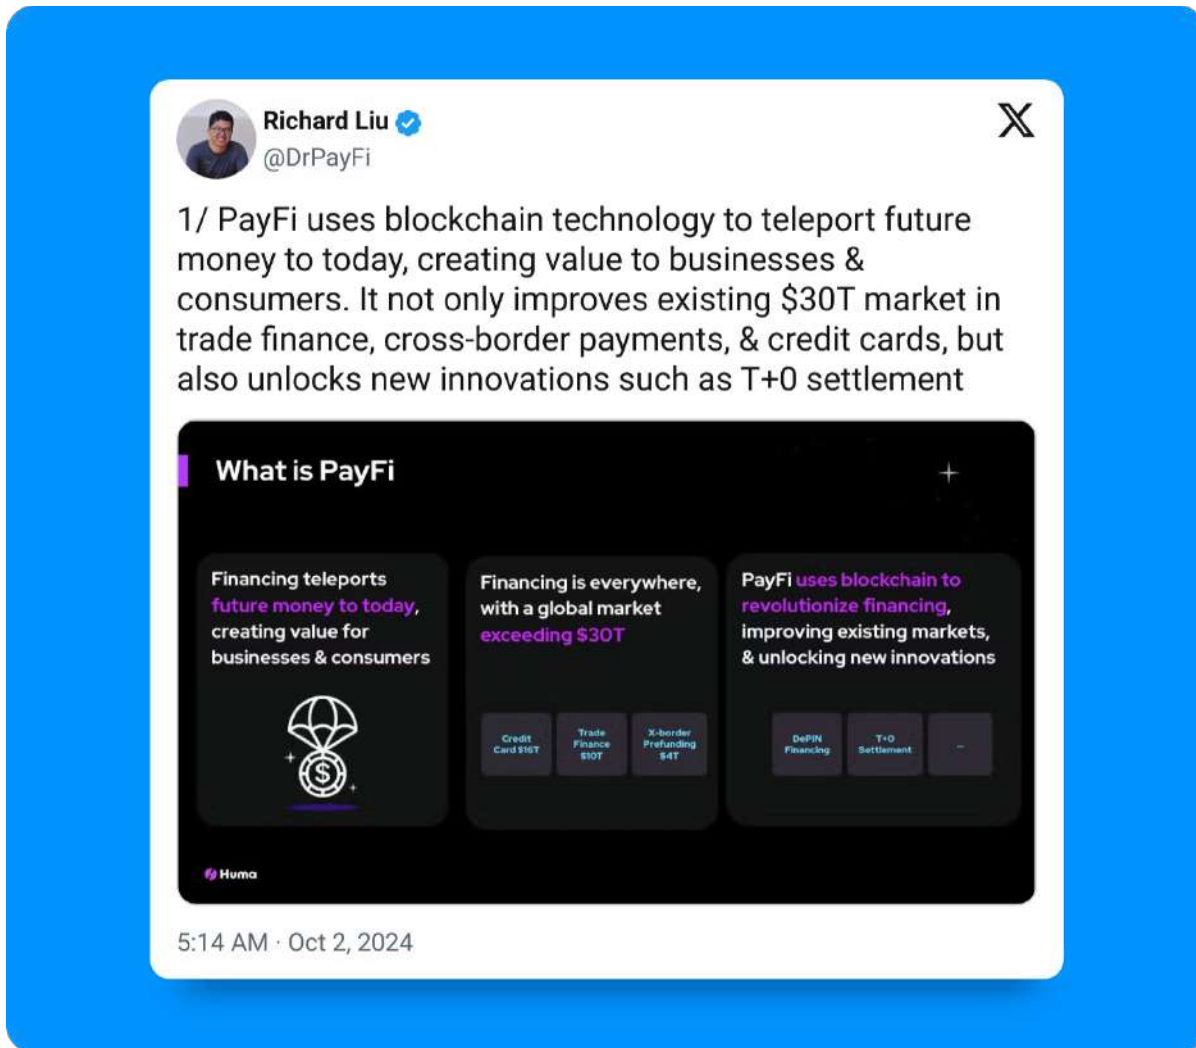 Richard Liu
@DrPayFi
1/ PayFi uses blockchain technology to teleport future
money to today, creating value to businesses &
consumers. It not only improves existing $30T market in
trade finance, cross-border payments, & credit cards, but
also unlocks new innovations such as T+0 settlement
What is PayFi
Financing teleports
future money to today,
creating value for
businesses & consumers
Financing is everywhere,
with a global market
exceeding $30T
Credit
Card $16T
Trade
Finance
$10T
X-border
Prefunding
$4T
PayFi uses blockchain to
revolutionize financing,
improving existing markets,
& unlocking new innovations
DePIN
Financing
T+0
Settlement
...
Huma
5:14 AM · Oct 2, 2024